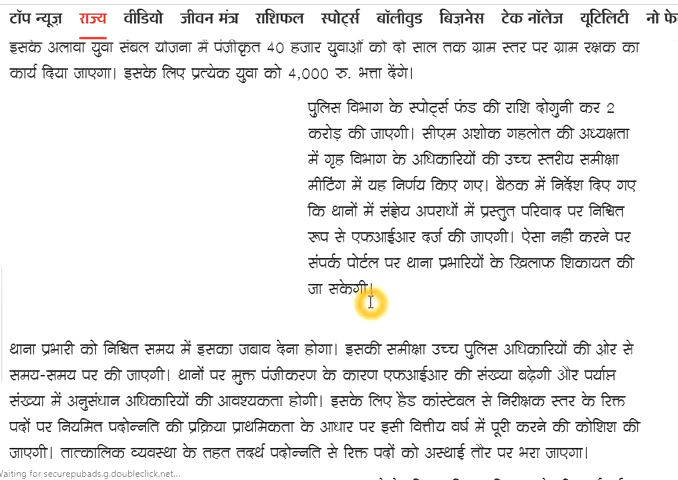 टॉप न्यूज़ राज्य वीडियो जीवन मंत्र राशिफल स्पोर्ट्स बॉलीवुड बिज़नेस टेक नॉलेज यूटिलिटी नो फे
इसके अलावा युवा संबल योजना में पंजीकृत 40 हजार युवाओं को दो साल तक ग्राम स्तर पर ग्राम रक्षक का
कार्य दिया जाएगा। इसके लिए प्रत्येक युवा को 4,000 रु. भत्ता देंगे।
पुलिस विभाग के स्पोर्ट्स फंड की राशि दोगुनी कर 2
करोड़ की जाएगी। सीएम अशोक गहलोत की अध्यक्षता
में गृह विभाग के अधिकारियों की उच्च स्तरीय समीक्षा
मीटिंग में यह निर्णय किए गए। बैठक में निर्देश दिए गए
कि थानों में संज्ञेय अपराधों में प्रस्तुत परिवाद पर निश्चित
रूप से एफआईआर दर्ज की जाएगी। ऐसा नहीं करने पर
संपर्क पोर्टल पर थाना प्रभारियों के खिलाफ शिकायत की
जा सकेगी।
थाना प्रभारी को निश्चित समय में इसका जवाब देना होगा। इसकी समीक्षा उच्च पुलिस अधिकारियों की ओर से
समय-समय पर की जाएगी। थानों पर मुक्त पंजीकरण के कारण एफआईआर की संख्या बढ़ेगी और पर्याप्त
संख्या में अनुसंधान अधिकारियों की आवश्यकता होगी। इसके लिए हैड कांस्टेबल से निरीक्षक स्तर के रिक्त
पदों पर नियमित पदोन्नति की प्रक्रिया प्राथमिकता के आधार पर इसी वित्तीय वर्ष में पूरी करने की कोशिश की
जाएगी। तात्कालिक व्यवस्था के तहत तदर्थ पदोन्नति से रिक्त पदों को अस्थाई तौर पर भरा जाएगा।
Waiting for securepubads.g.doubleclick.net...